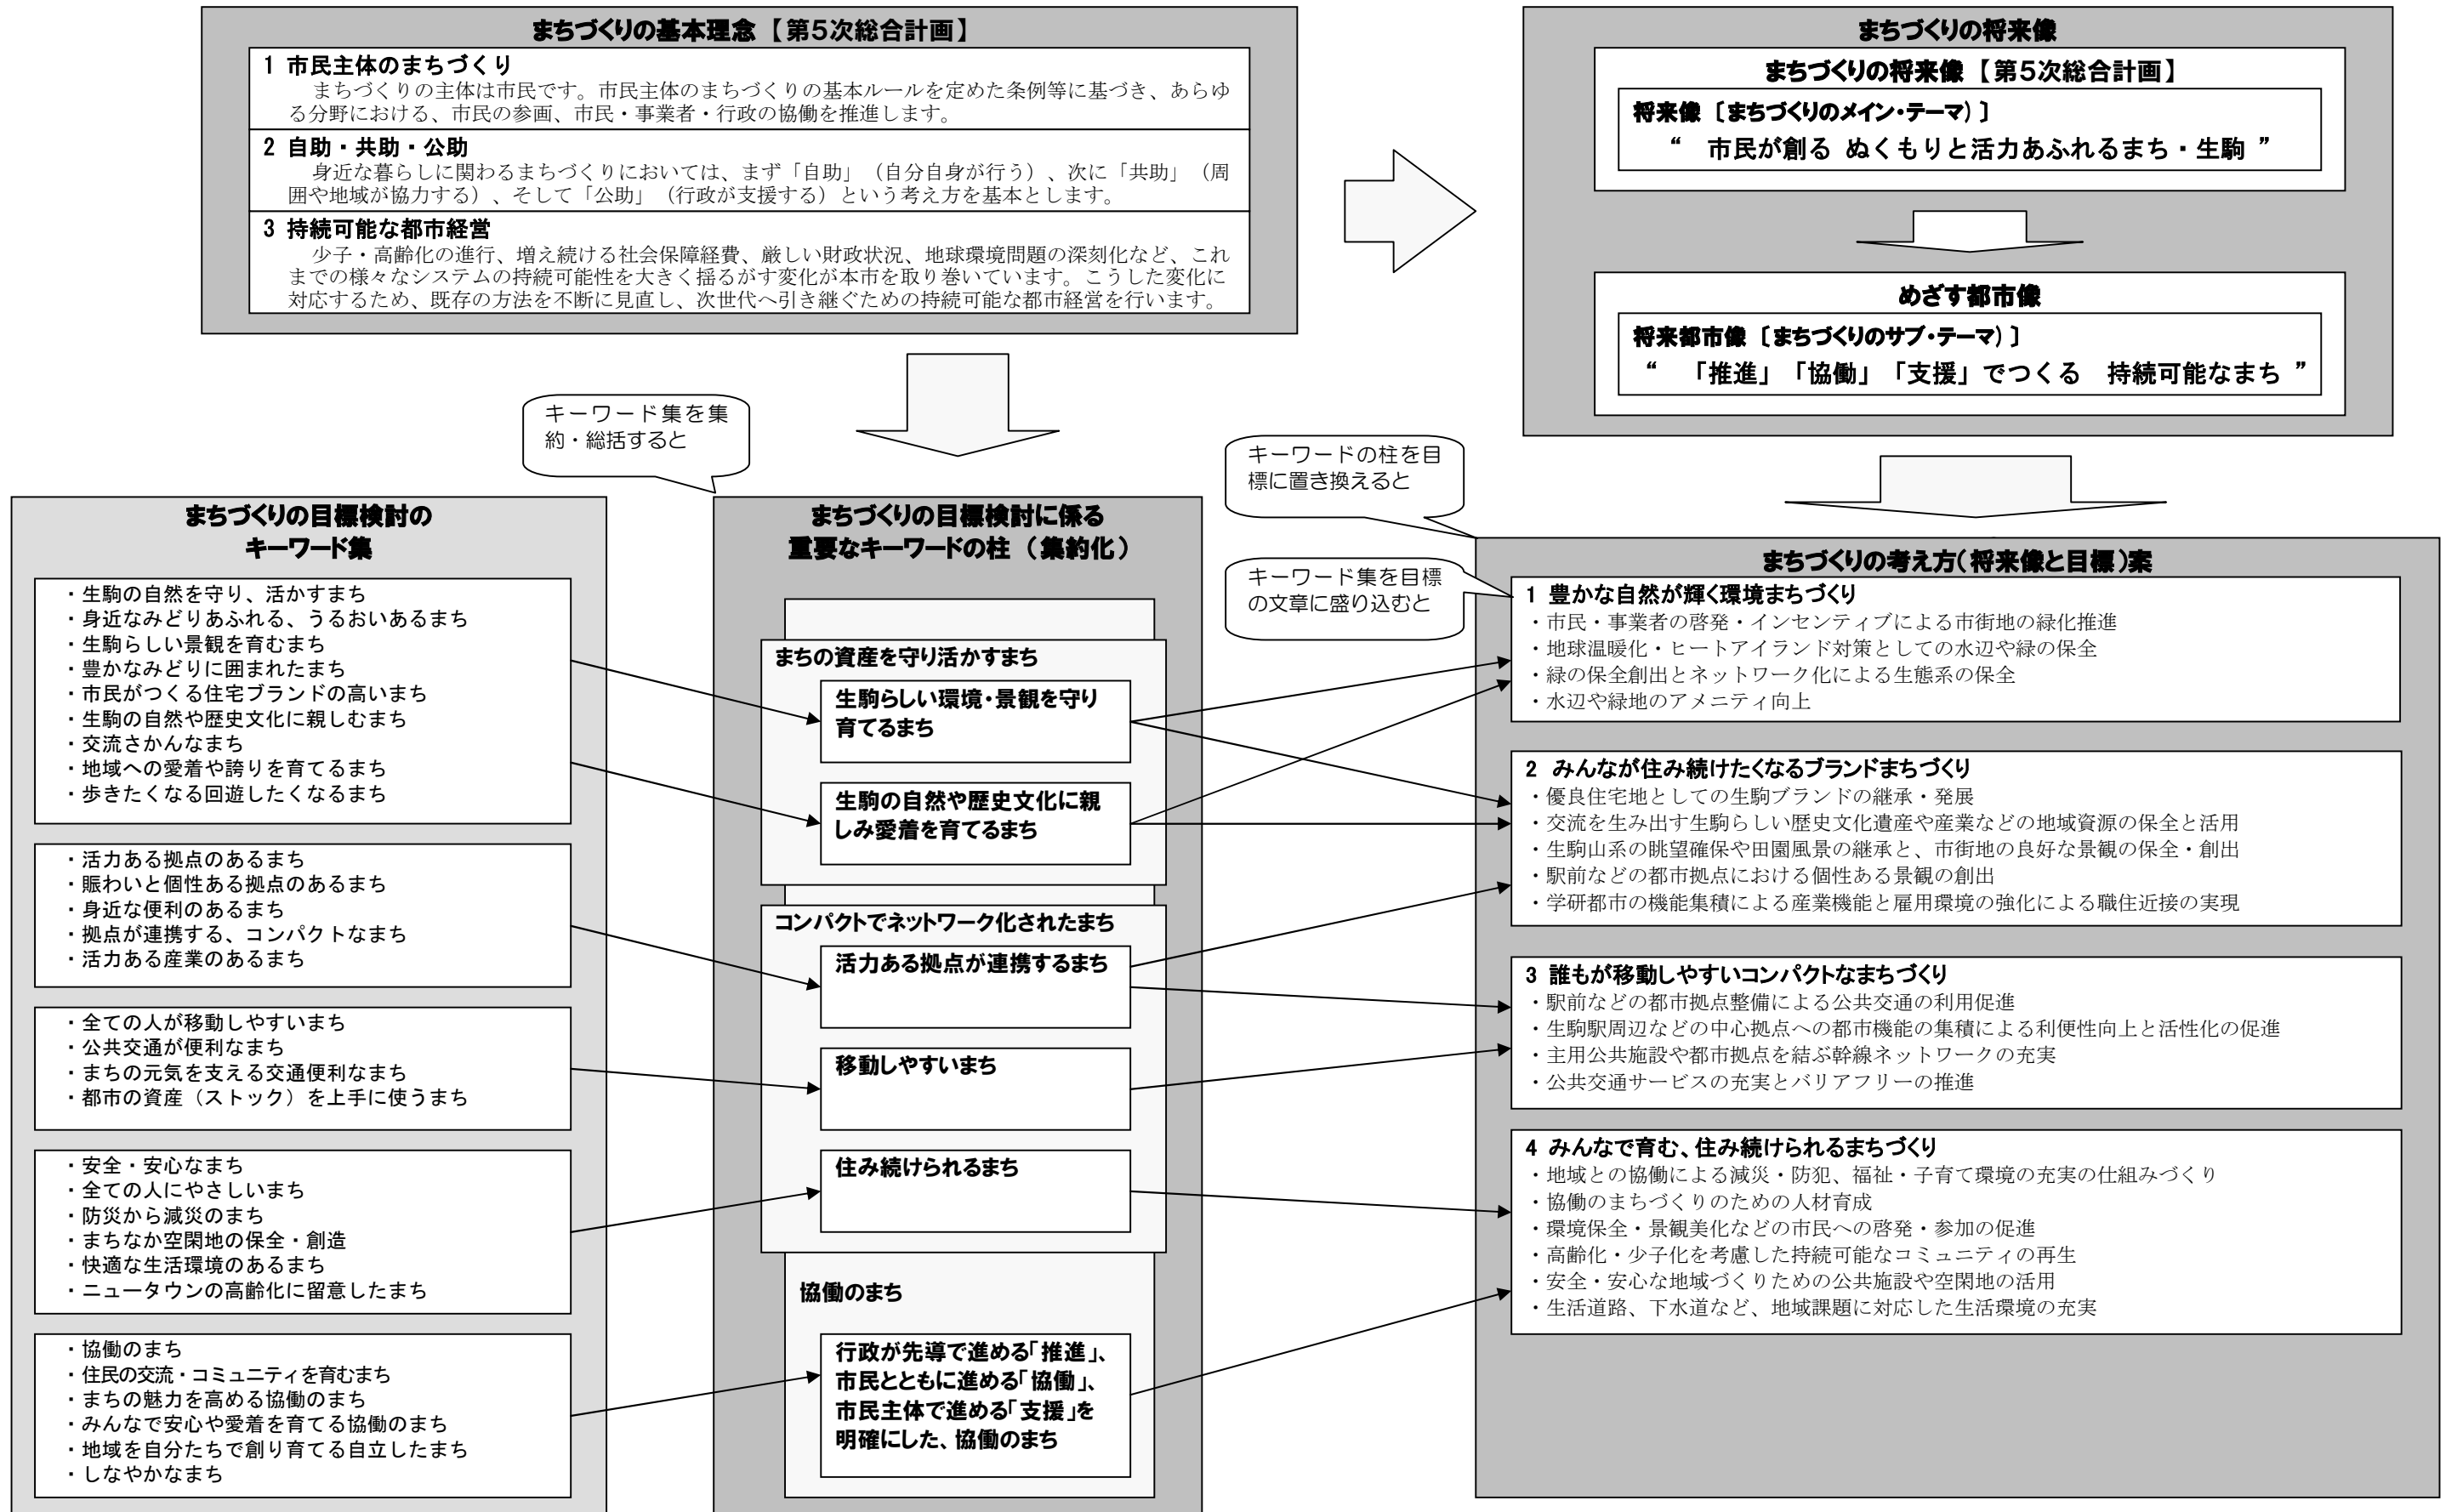 まちづくりの基本理念【第5次総合計画】
1 市民主体のまちづくり
まちづくりの主体は市民です。市民主体のまちづくりの基本ルールを定めた条例等に基づき、あらゆ
る分野における、市民の参画、市民・事業者・行政の協働を推進します。
2 自助・共助・公助
身近な暮らしに関わるまちづくりにおいては、まず「自助」（自分自身が行う）、次に「共助」（周
囲や地域が協力する）、そして「公助」（行政が支援する）という考え方を基本とします。
3 持続可能な都市経営
少子・高齢化の進行、増え続ける社会保障経費、厳しい財政状況、地球環境問題の深刻化など、これ
までの様々なシステムの持続可能性を大きく揺るがす変化が本市を取り巻いています。こうした変化に
対応するため、既存の方法を不断に見直し、次世代へ引き継ぐための持続可能な都市経営を行います。
まちづくりの将来像
まちづくりの将来像【第5次総合計画】
将来像〔まちづくりのメイン・テーマ)〕
“ 市民が創る ぬくもりと活力あふれるまち・生駒 ”
めざす都市像
将来都市像〔まちづくりのサブ・テーマ)〕
“ 「推進」「協働」「支援」でつくる 持続可能なまち ”
キーワード集を集
約・総括すると
キーワードの柱を目
標に置き換えると
キーワード集を目標
の文章に盛り込むと
まちづくりの目標検討の
キーワード集
・生駒の自然を守り、活かすまち
・身近なみどりあふれる、うるおいあるまち
・生駒らしい景観を育むまち
・豊かなみどりに囲まれたまち
・市民がつくる住宅ブランドの高いまち
・生駒の自然や歴史文化に親しむまち
・交流さかんなまち
・地域への愛着や誇りを育てるまち
・歩きたくなる回遊したくなるまち
・活力ある拠点のあるまち
・賑わいと個性ある拠点のあるまち
・身近な便利のあるまち
・拠点が連携する、コンパクトなまち
・活力ある産業のあるまち
・全ての人が移動しやすいまち
・公共交通が便利なまち
・まちの元気を支える交通便利なまち
・都市の資産（ストック）を上手に使うまち
・安全・安心なまち
・全ての人にやさしいまち
・防災から減災のまち
・まちなか空閑地の保全・創造
・快適な生活環境のあるまち
・ニュータウンの高齢化に留意したまち
・協働のまち
・住民の交流・コミュニティを育むまち
・まちの魅力を高める協働のまち
・みんなで安心や愛着を育てる協働のまち
・地域を自分たちで創り育てる自立したまち
・しなやかなまち
まちづくりの目標検討に係る
重要なキーワードの柱（集約化）
まちの資産を守り活かすまち
生駒らしい環境・景観を守り
育てるまち
生駒の自然や歴史文化に親
しみ愛着を育てるまち
コンパクトでネットワーク化されたまち
活力ある拠点が連携するまち
移動しやすいまち
住み続けられるまち
協働のまち
行政が先導で進める「推進」、
市民とともに進める「協働」、
市民主体で進める「支援」を
明確にした、協働のまち
まちづくりの考え方（将来像と目標）案
1 豊かな自然が輝く環境まちづくり
・市民・事業者の啓発・インセンティブによる市街地の緑化推進
・地球温暖化・ヒートアイランド対策としての水辺や緑の保全
・緑の保全創出とネットワーク化による生態系の保全
・水辺や緑地のアメニティ向上
2 みんなが住み続けたくなるブランドまちづくり
・優良住宅地としての生駒ブランドの継承・発展
・交流を生み出す生駒らしい歴史文化遺産や産業などの地域資源の保全と活用
・生駒山系の眺望確保や田園風景の継承と、市街地の良好な景観の保全・創出
・駅前などの都市拠点における個性ある景観の創出
・学研都市の機能集積による産業機能と雇用環境の強化による職住近接の実現
3 誰もが移動しやすいコンパクトなまちづくり
・駅前などの都市拠点整備による公共交通の利用促進
・生駒駅周辺などの中心拠点への都市機能の集積による利便性向上と活性化の促進
・主用公共施設や都市拠点を結ぶ幹線ネットワークの充実
・公共交通サービスの充実とバリアフリーの推進
4 みんなで育む、住み続けられるまちづくり
・地域との協働による減災・防犯、福祉・子育て環境の充実の仕組みづくり
・協働のまちづくりのための人材育成
・環境保全・景観美化などの市民への啓発・参加の促進
・高齢化・少子化を考慮した持続可能なコミュニティの再生
・安全・安心な地域づくりための公共施設や空閑地の活用
・生活道路、下水道など、地域課題に対応した生活環境の充実